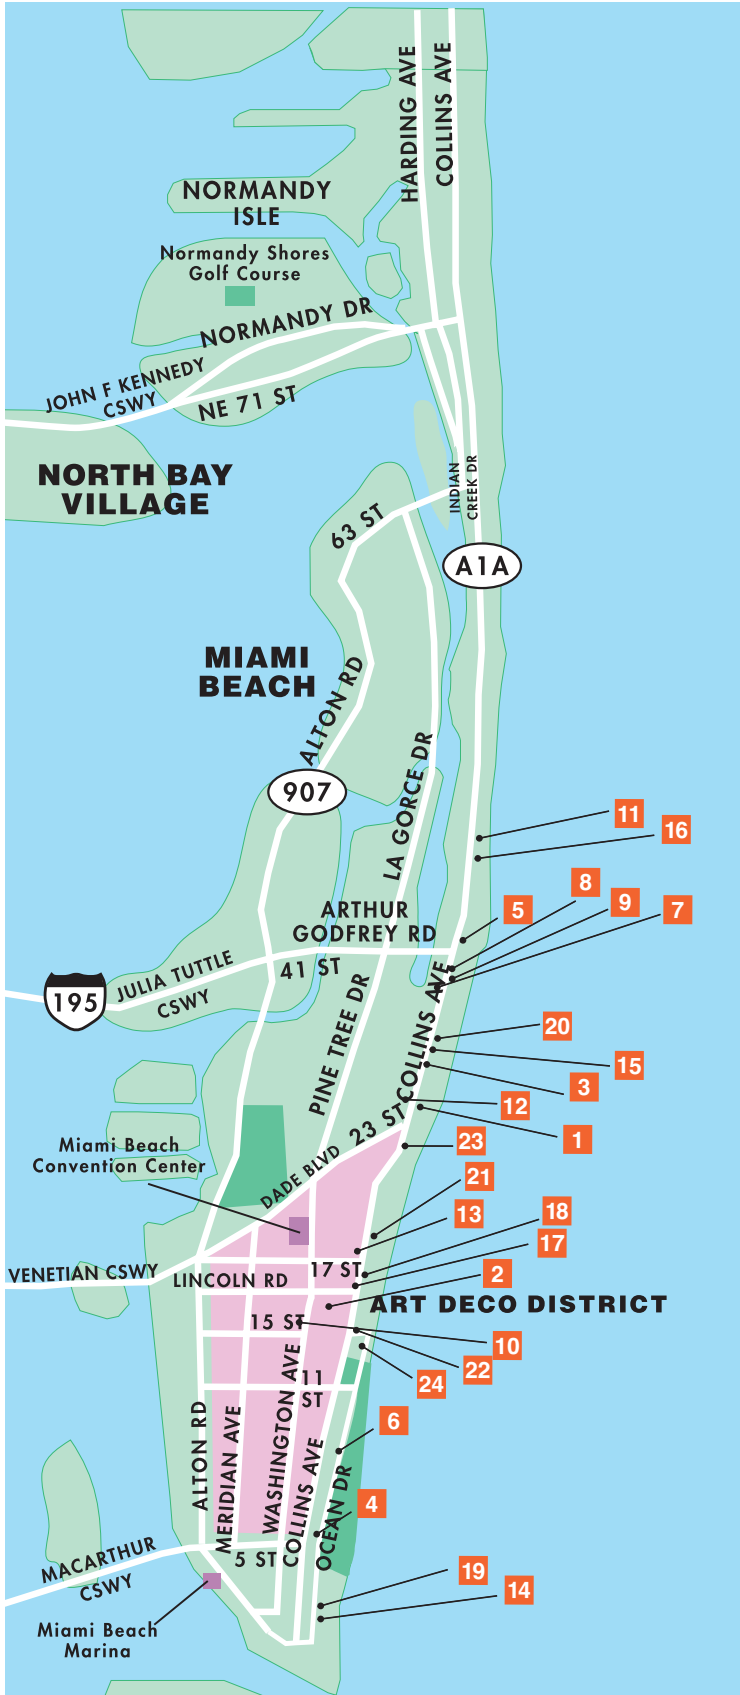 HARDING AVE
COLLINS AVE
NORMANDY
ISLE
Normandy Shores
Golf Course
NORMANDY DR
JOHN F KENNEDY
CSWY
NE 71 ST
NORTH BAY
VILLAGE
INDIAN
CREEK DR
63 ST
A1A
MIAMI
BEACH
ALTON RD
907
LA GORCE DR
11
16
8
9
7
5
ARTHUR
GODFREY RD
41 ST
JULIA TUTTLE
CSWY
195
COLLINS AVE
PINE TREE DR
20
15
3
12
1
23 ST
23
Miami Beach
Convention Center
DADE BLVD
21
13
18
17
VENETIAN CSWY
17 ST
LINCOLN RD
2
ART DECO DISTRICT
15 ST
10
22
24
11
ST
6
ALTON RD
MERIDIAN AVE
WASHINGTON AVE
COLLINS AVE
OCEAN DR
4
MACARTHUR
CSWY
5 ST
19
14
Miami Beach
Marina